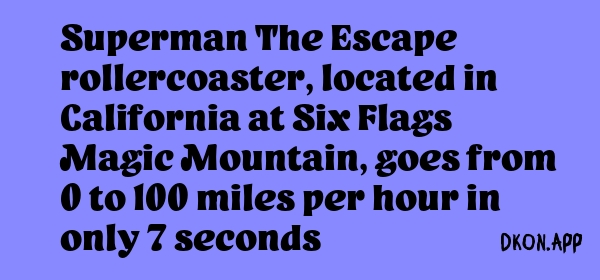 Superman The Escape
rollercoaster, located in
California at Six Flags
Magic Mountain, goes from
0 to 100 miles per hour in
only 7 seconds
DKON.APP